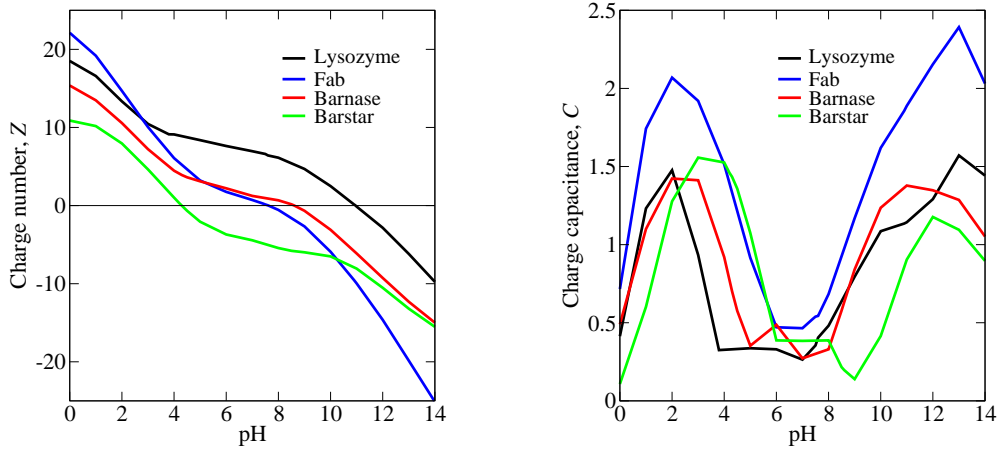 Charge number, Z
20
10
0
-10
-20
0
2
4
6
8
10
12
14
pH
Lysozyme
Fab
Barnase
Barstar
Charge capacitance, C
2.5
2
1.5
1
0.5
0
0
2
4
6
8
10
12
14
pH
Lysozyme
Fab
Barnase
Barstar